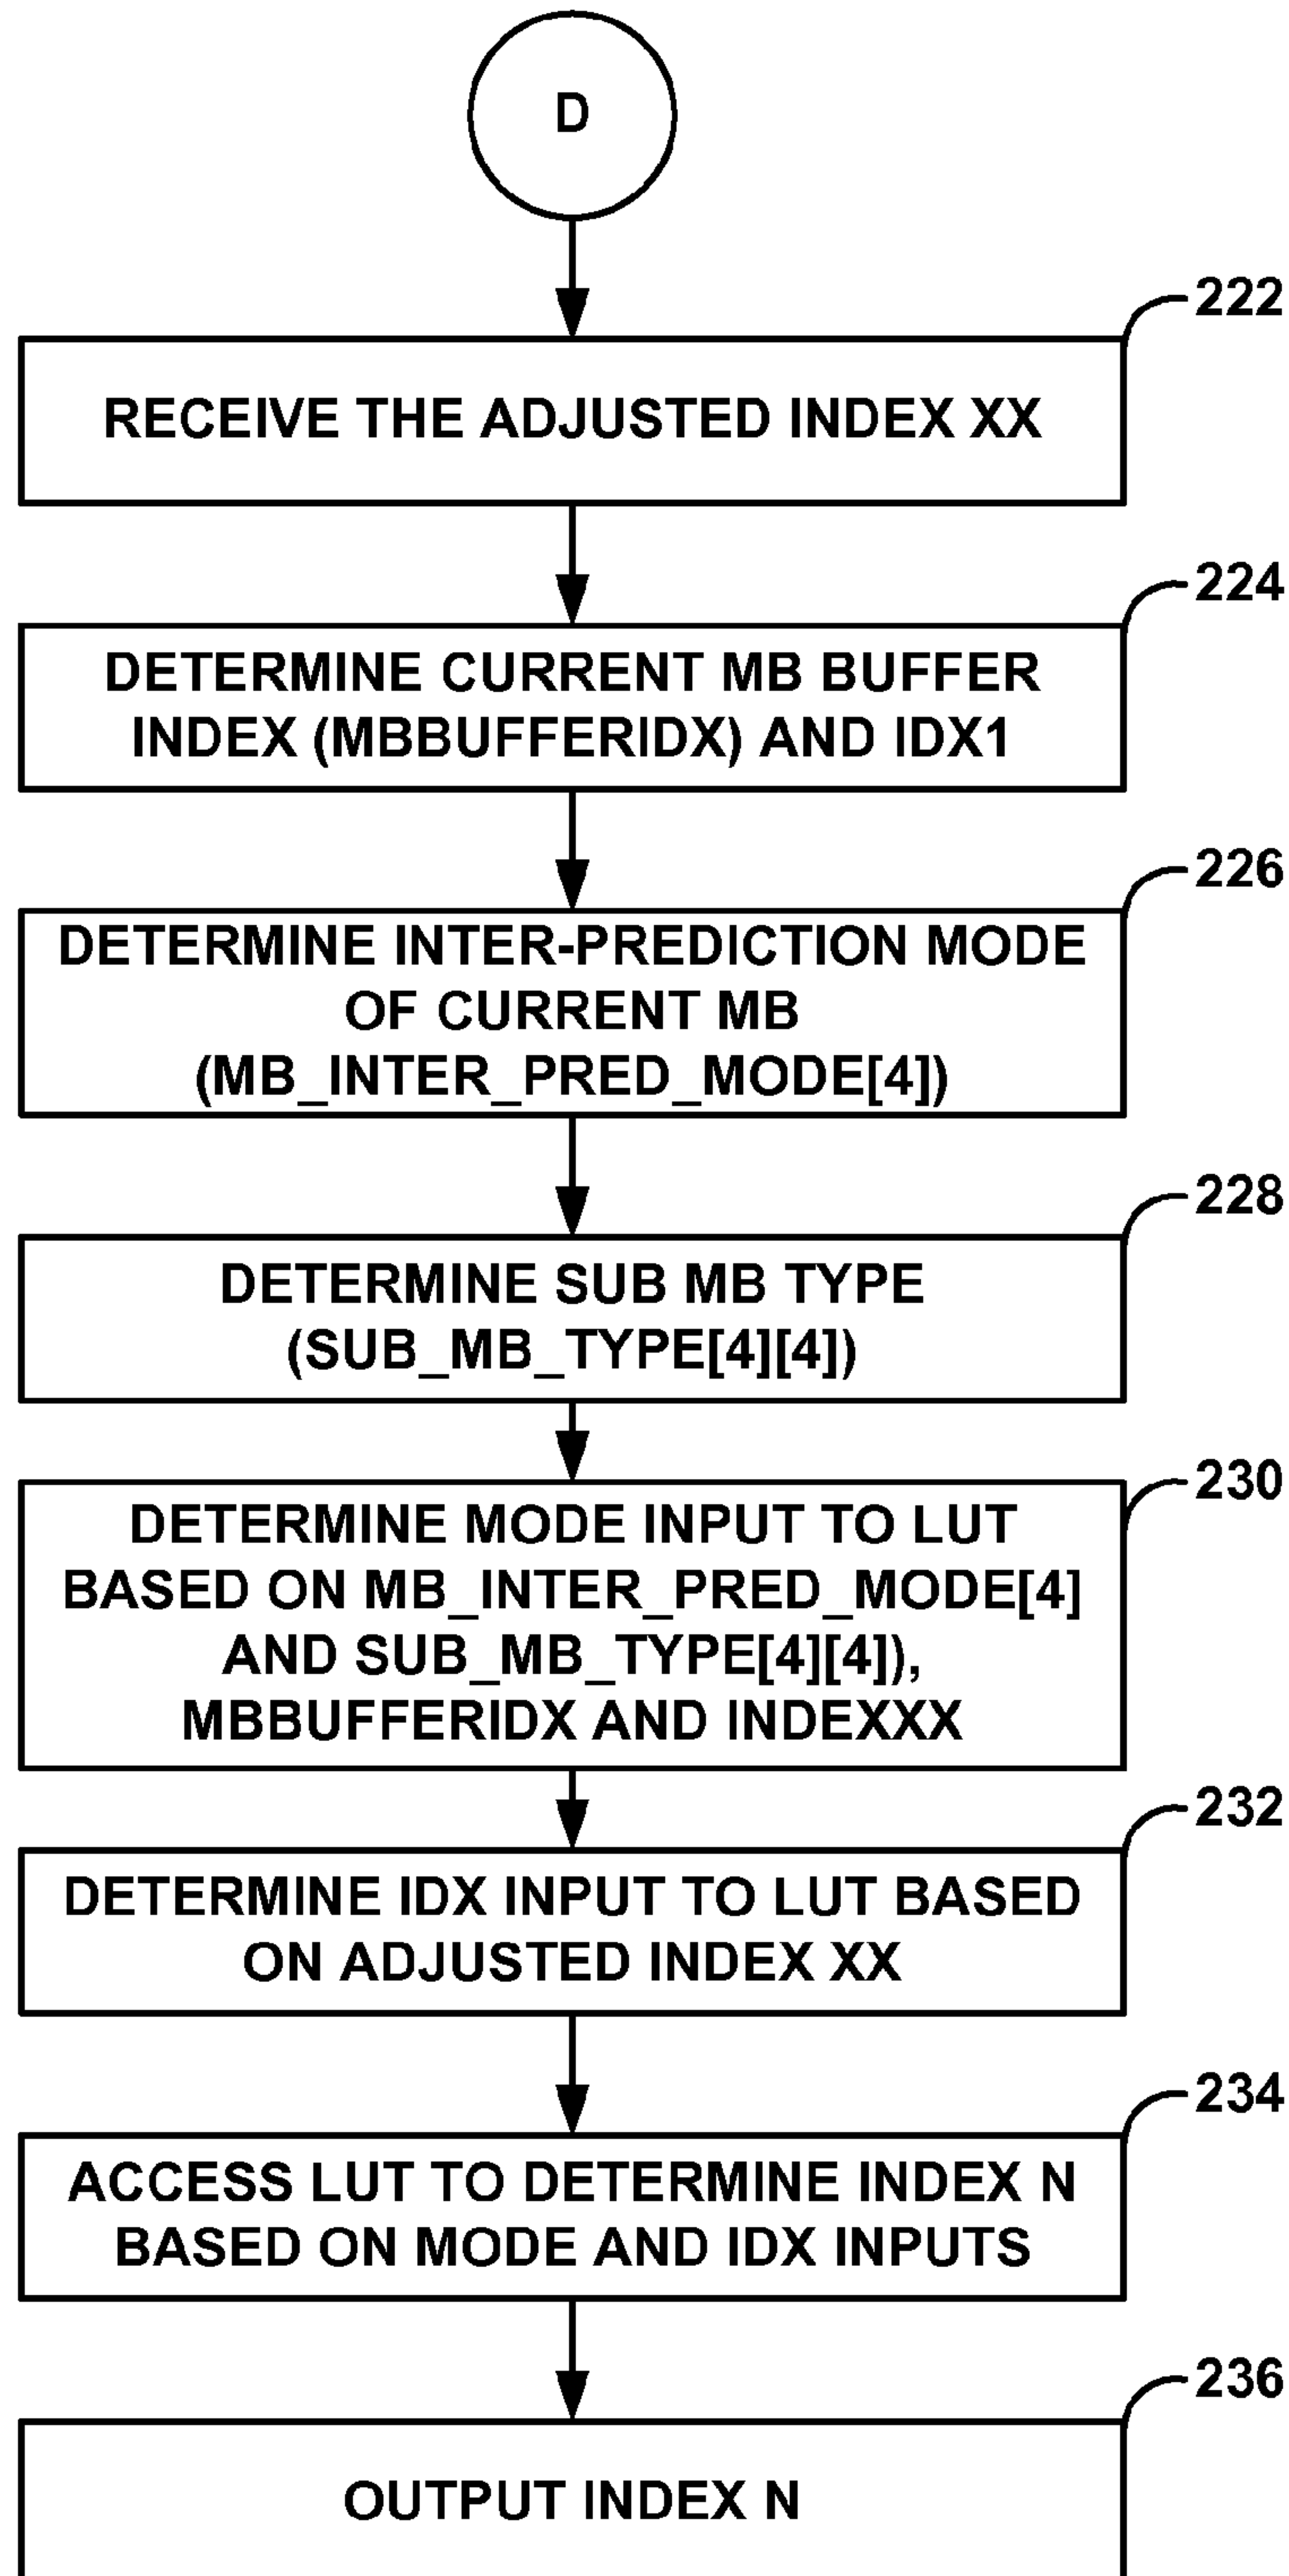 D
222
RECEIVE THE ADJUSTED INDEX XX
224
DETERMINE CURRENT MB BUFFER
INDEX (MBBUFFERIDX) AND IDX1
226
DETERMINE INTER-PREDICTION MODE
OF CURRENT MB
(MB_INTER_PRED_MODE[4])
228
DETERMINE SUB MB TYPE
(SUB_MB_TYPE[4][4])
230
DETERMINE MODE INPUT TO LUT
BASED ON MB_INTER_PRED_MODE[4]
AND SUB_MB_TYPE[4][4]),
MBBUFFERIDX AND INDEXXX
232
DETERMINE IDX INPUT TO LUT BASED
ON ADJUSTED INDEX XX
234
ACCESS LUT TO DETERMINE INDEX N
BASED ON MODE AND IDX INPUTS
236
OUTPUT INDEX N